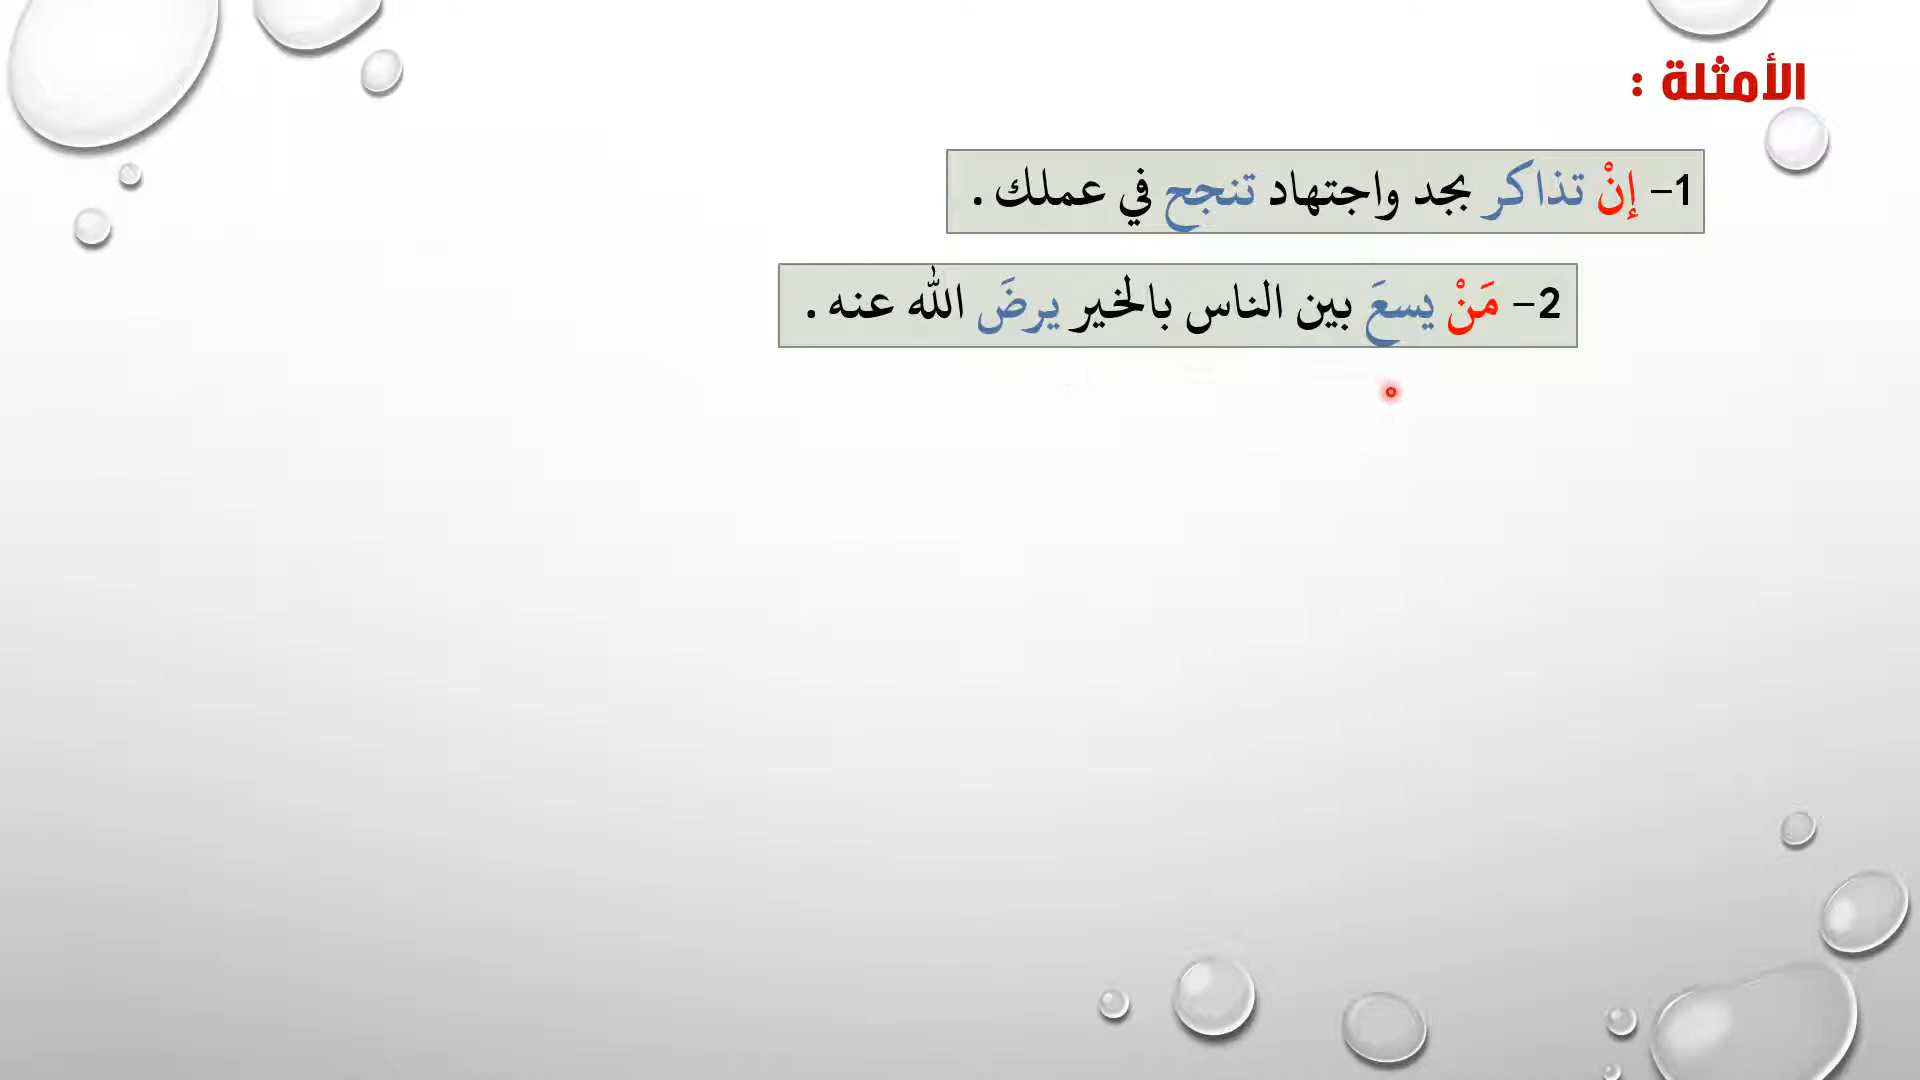 الأمثلة :
1- إنْ تذاكر بجد واجتهاد تنجح في عملك .
2- مَنْ يسعَ بين الناس بالخير يرضَ الله عنه .